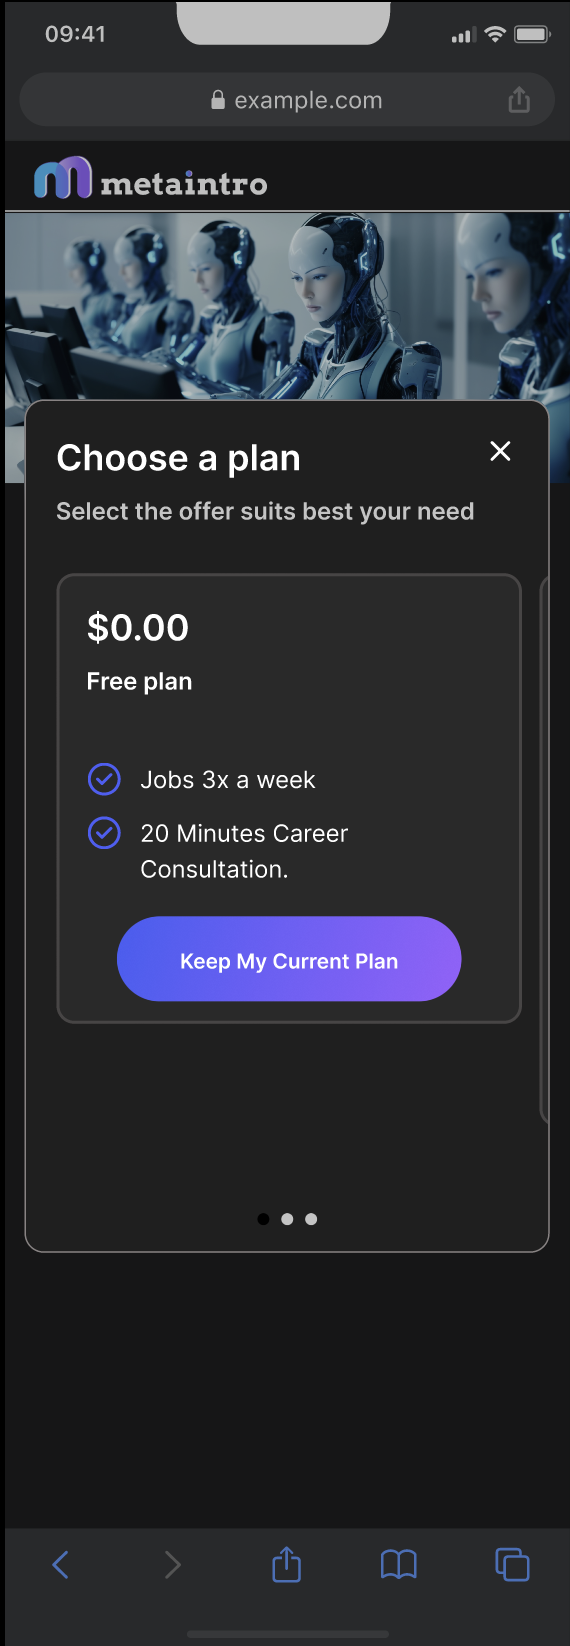 09:41
example.com
metaintro
Choose a plan
Select the offer suits best your need
$0.00
Free plan
Jobs 3x a week
20 Minutes Career
Consultation.
Keep My Current Plan